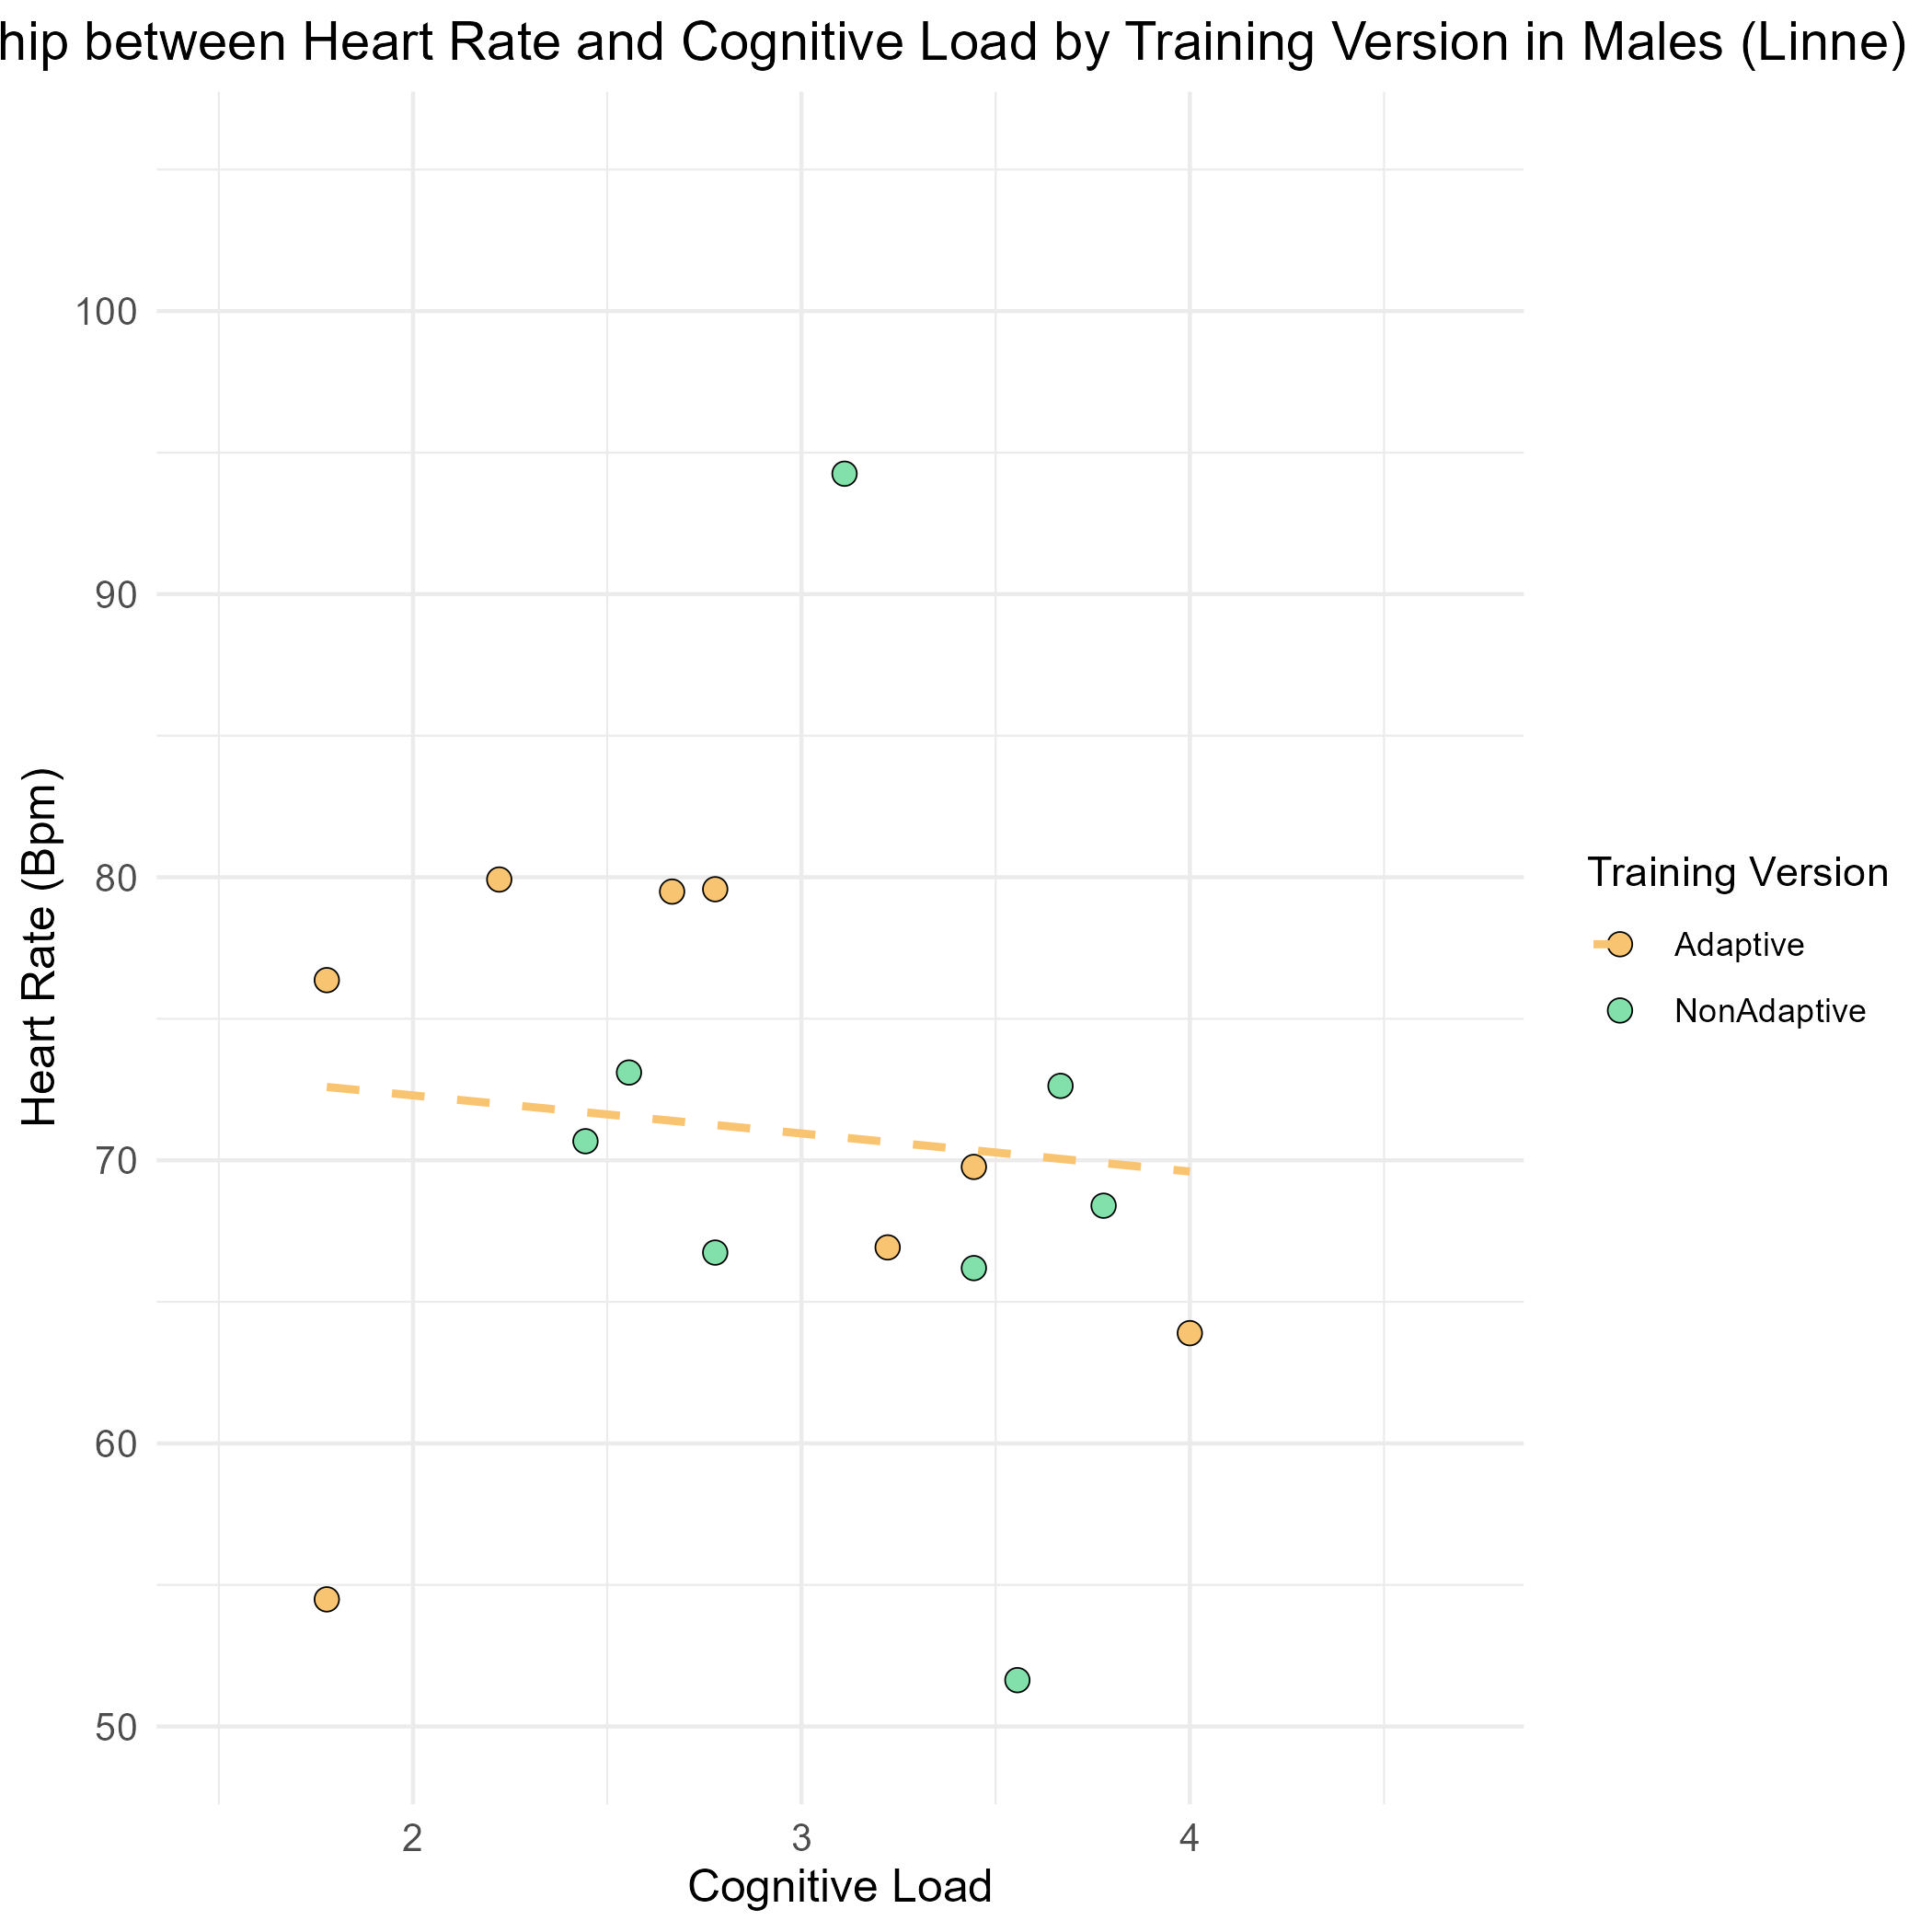 hip between Heart Rate and Cognitive Load by Training Version in Males (Linne)
100
90
80
70
60
50
Heart Rate (Bpm)
2 3 4
Cognitive Load
Training Version
Adaptive
NonAdaptive